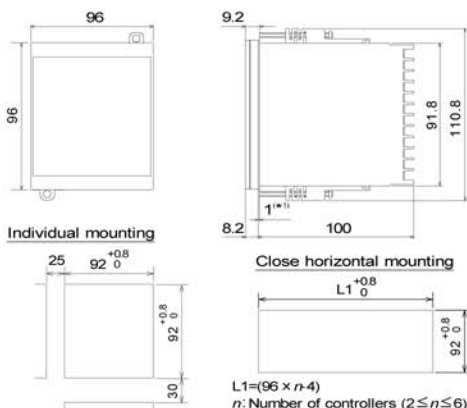 96
9.2
96
91.8
110.8
1(*1)
8.2
100
Individual mounting
25
92 +0.8 0
92 +0.8 0
30
Close horizontal mounting
L1 +0.8 0
92 +0.8 0
L1=(96 × n-4)
n: Number of controllers (2≤n≤6)